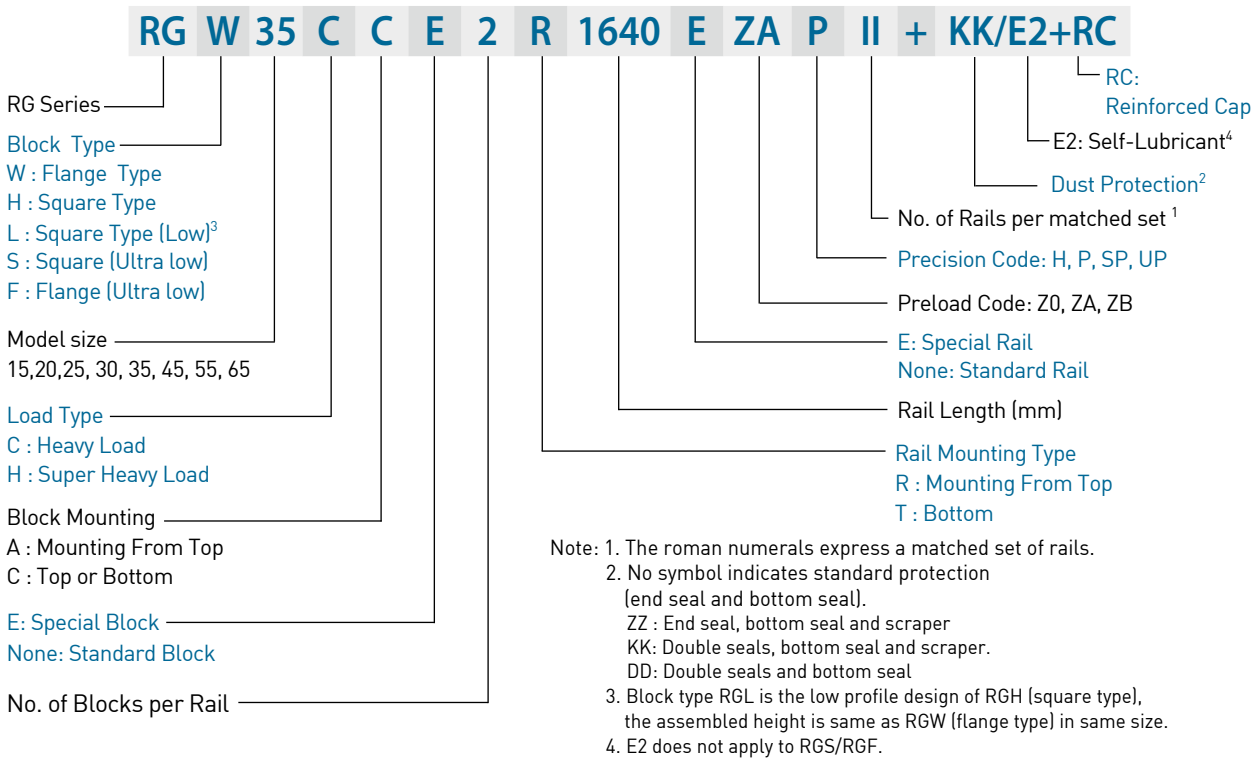 RG W 35 C C E 2 R 1640 E ZA P II + KK/E2+RC
RG Series
Block Type
W : Flange Type
H : Square Type
L : Square Type (Low)³
S : Square (Ultra low)
F : Flange (Ultra low)
Model size
15,20,25, 30, 35, 45, 55, 65
Load Type
C : Heavy Load
H : Super Heavy Load
Block Mounting
A : Mounting From Top
C : Top or Bottom
E: Special Block
None: Standard Block
No. of Blocks per Rail
RC:
Reinforced Cap
E2: Self-Lubricant⁴
Dust Protection²
No. of Rails per matched set ¹
Precision Code: H, P, SP, UP
Preload Code: Z0, ZA, ZB
E: Special Rail
None: Standard Rail
Rail Length (mm)
Rail Mounting Type
R : Mounting From Top
T : Bottom
Note: 1. The roman numerals express a matched set of rails.
2. No symbol indicates standard protection
(end seal and bottom seal).
ZZ : End seal, bottom seal and scraper
KK: Double seals, bottom seal and scraper.
DD: Double seals and bottom seal
3. Block type RGL is the low profile design of RGH (square type),
the assembled height is same as RGW (flange type) in same size.
4. E2 does not apply to RGS/RGF.